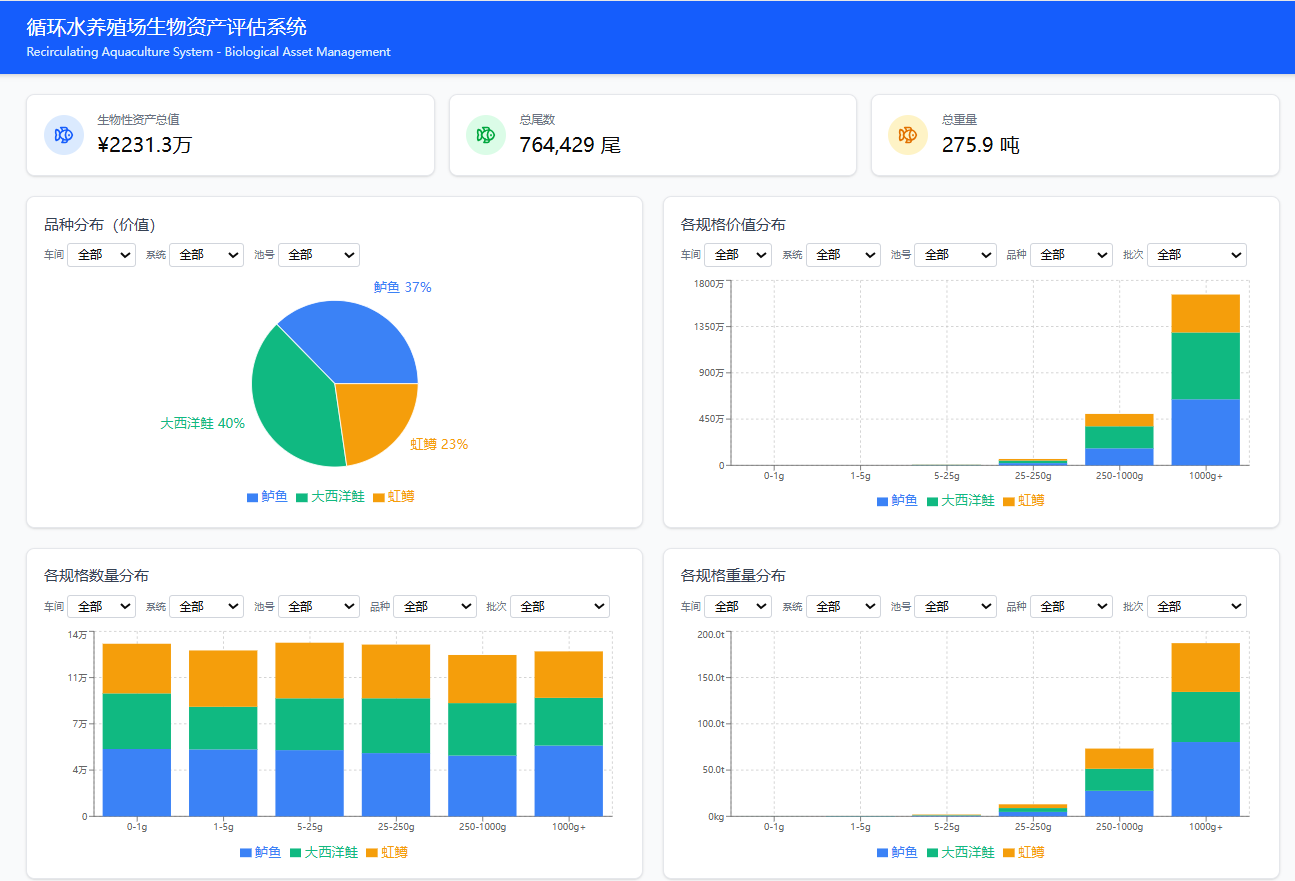 循环水养殖场生物资产评估系统
Recirculating Aquaculture System - Biological Asset Management
生物性资产总值
¥2231.3万
总尾数
764,429 尾
总重量
275.9 吨
品种分布（价值）
车间 全部 系统 全部 池号 全部
鲈鱼 37%
大西洋鲑 40%
虹鳟 23%
鲈鱼 大西洋鲑 虹鳟
各规格价值分布
车间 全部 系统 全部 池号 全部 品种 全部 批次 全部
1800万
1350万
900万
450万
0
0-1g 1-5g 5-25g 25-250g 250-1000g 1000g+
鲈鱼 大西洋鲑 虹鳟
各规格数量分布
车间 全部 系统 全部 池号 全部 品种 全部 批次 全部
14万
11万
7万
4万
0
0-1g 1-5g 5-25g 25-250g 250-1000g 1000g+
鲈鱼 大西洋鲑 虹鳟
各规格重量分布
车间 全部 系统 全部 池号 全部 品种 全部 批次 全部
200.0t
150.0t
100.0t
50.0t
0kg
0-1g 1-5g 5-25g 25-250g 250-1000g 1000g+
鲈鱼 大西洋鲑 虹鳟